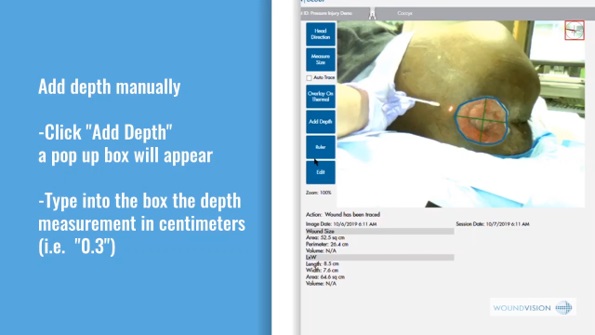 Add depth manually
-Click "Add Depth"
a pop up box will appear
-Type into the box the depth
measurement in centimeters
(i.e. "0.3")
ID: Pressure Injury Demo
Head
Direction
Measure
Size
Auto Trace
Overlay On
Thermal
Add Depth
Ruler
Edit
Zoom: 100%
Action: Wound has been traced
Image Date: 10/6/2019 6:11 AM Session Date: 10/7/2019 6:11 AM
Wound Size
Area: 52.5 sq cm
Perimeter: 26.4 cm
Volume: N/A
LxW
Length: 8.5 cm
Width: 7.6 cm
Area: 64.6 sq cm
Volume: N/A
WOUNDVISION